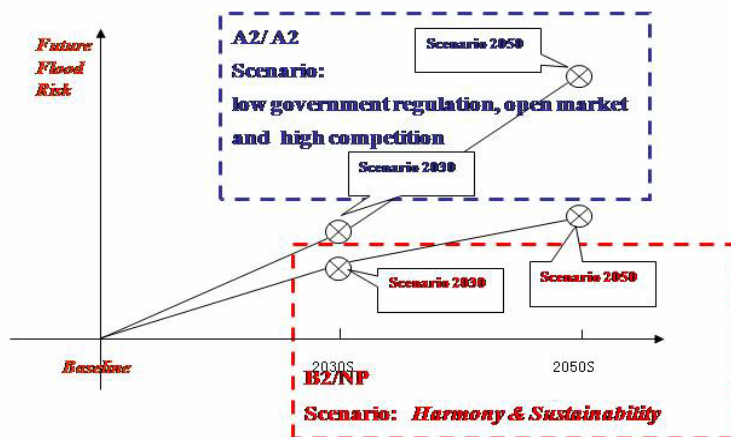 Future
Flood
Risk
A2/ A2
Scenario:
low government regulation, open market
and high competition
Scenario 2050
Scenario 2030
Scenario 2030
Scenario 2050
Baseline
2030S
2050S
B2/NP
Scenario: Harmony & Sustainability